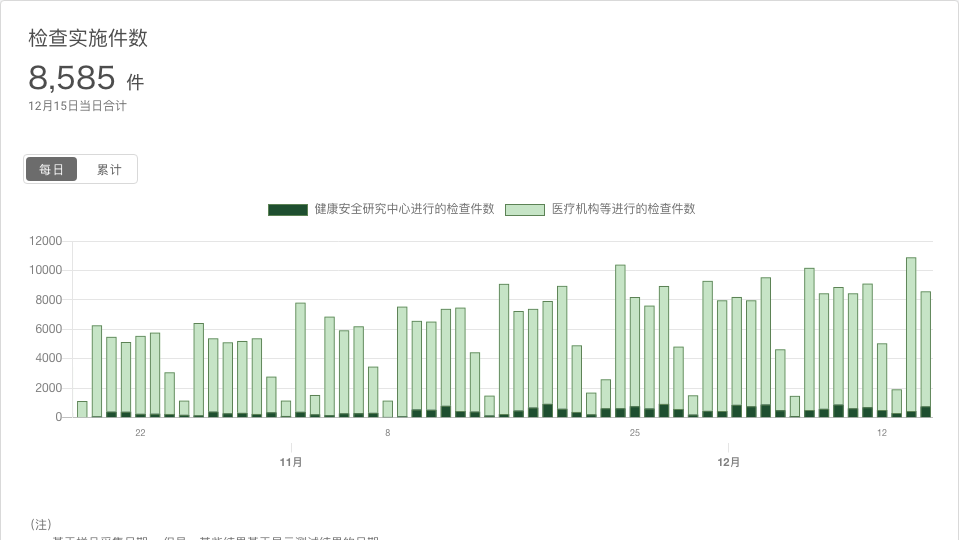 检查实施件数
8,585 件
12月15日当日合计
每日 累计
健康安全研究中心进行的检查件数 医疗机构等进行的检查件数
12000
10000
8000
6000
4000
2000
0
22 8 25 12
11月 12月
(注)